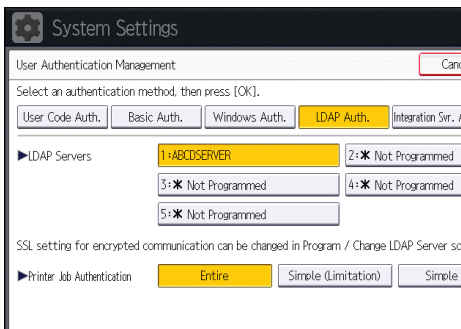 System Settings
User Authentication Management
Canc
Select an authentication method, then press [OK].
User Code Auth. Basic Auth. Windows Auth. LDAP Auth. Integration Svr. A
▶LDAP Servers 1:ABCDSERVER 2:✱ Not Programmed
3:✱ Not Programmed 4:✱ Not Programmed
5:✱ Not Programmed
SSL setting for encrypted communication can be changed in Program / Change LDAP Server sc
▶Printer Job Authentication Entire Simple (Limitation) Simple